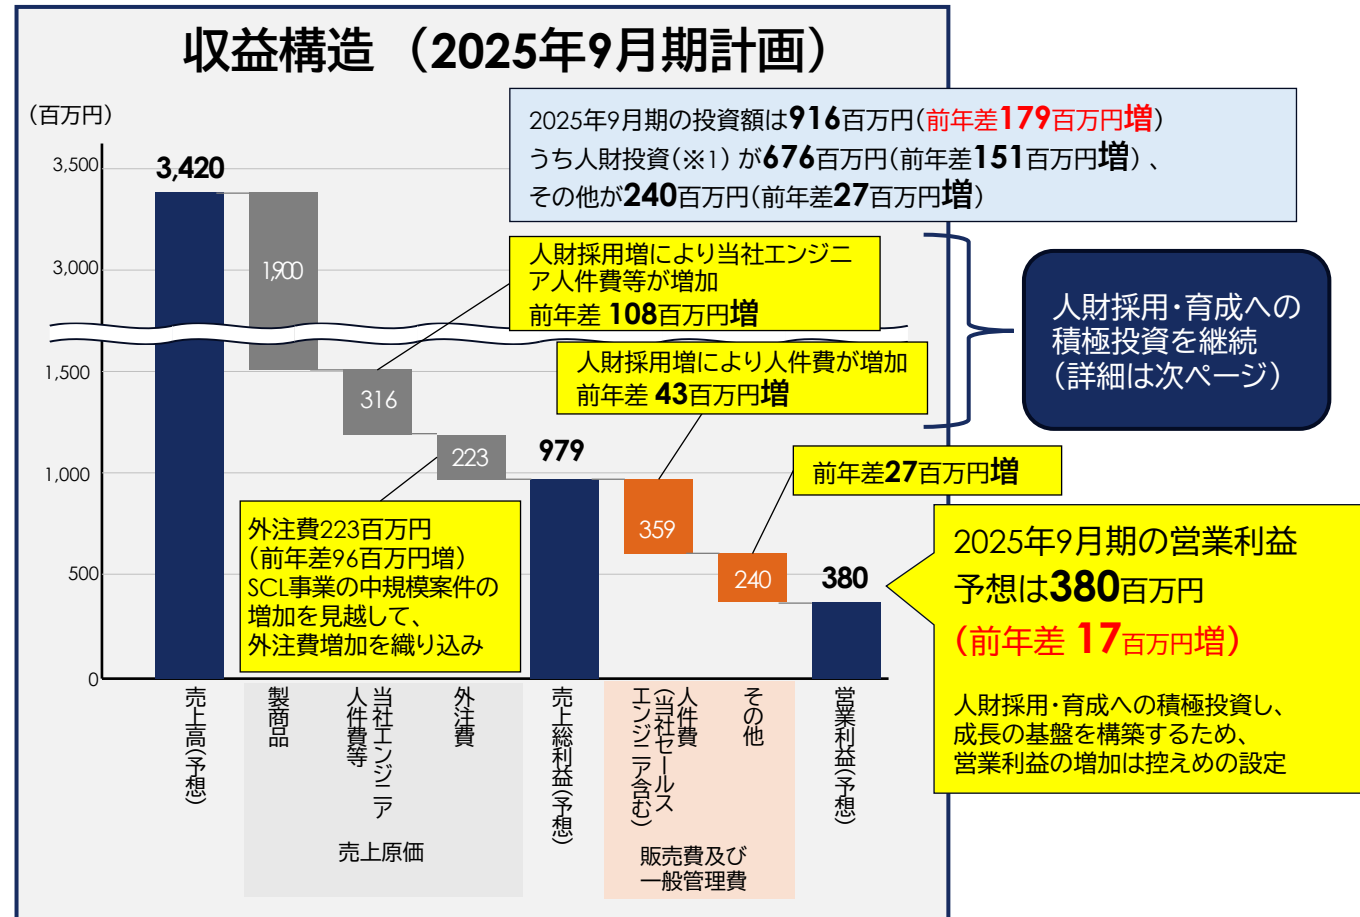 収益構造 （2025年9月期計画）
（百万円）
2025年9月期の投資額は916百万円（前年差179百万円増）
うち人財投資（※1）が676百万円（前年差151百万円増）、
その他が240百万円（前年差27百万円増）
3,500
3,000
1,500
1,000
500
0
3,420
1,900
316
223
979
359
240
380
人財採用増により当社エンジニ
ア人件費等が増加
前年差 108百万円増
人財採用増により人件費が増加
前年差 43百万円増
人財採用・育成への
積極投資を継続
（詳細は次ページ）
前年差27百万円増
外注費223百万円
（前年差96百万円増）
SCL事業の中規模案件の
増加を見越して、
外注費増加を織り込み
2025年9月期の営業利益
予想は380百万円
（前年差 17百万円増）
人財採用・育成への積極投資し、
成長の基盤を構築するため、
営業利益の増加は控えめの設定
売上高（予想）
製商品
当社エンジニア
人件費等
外注費
売上総利益（予想）
人件費
（当社セールス
エンジニア含む）
その他
営業利益（予想）
売上原価
販売費及び
一般管理費